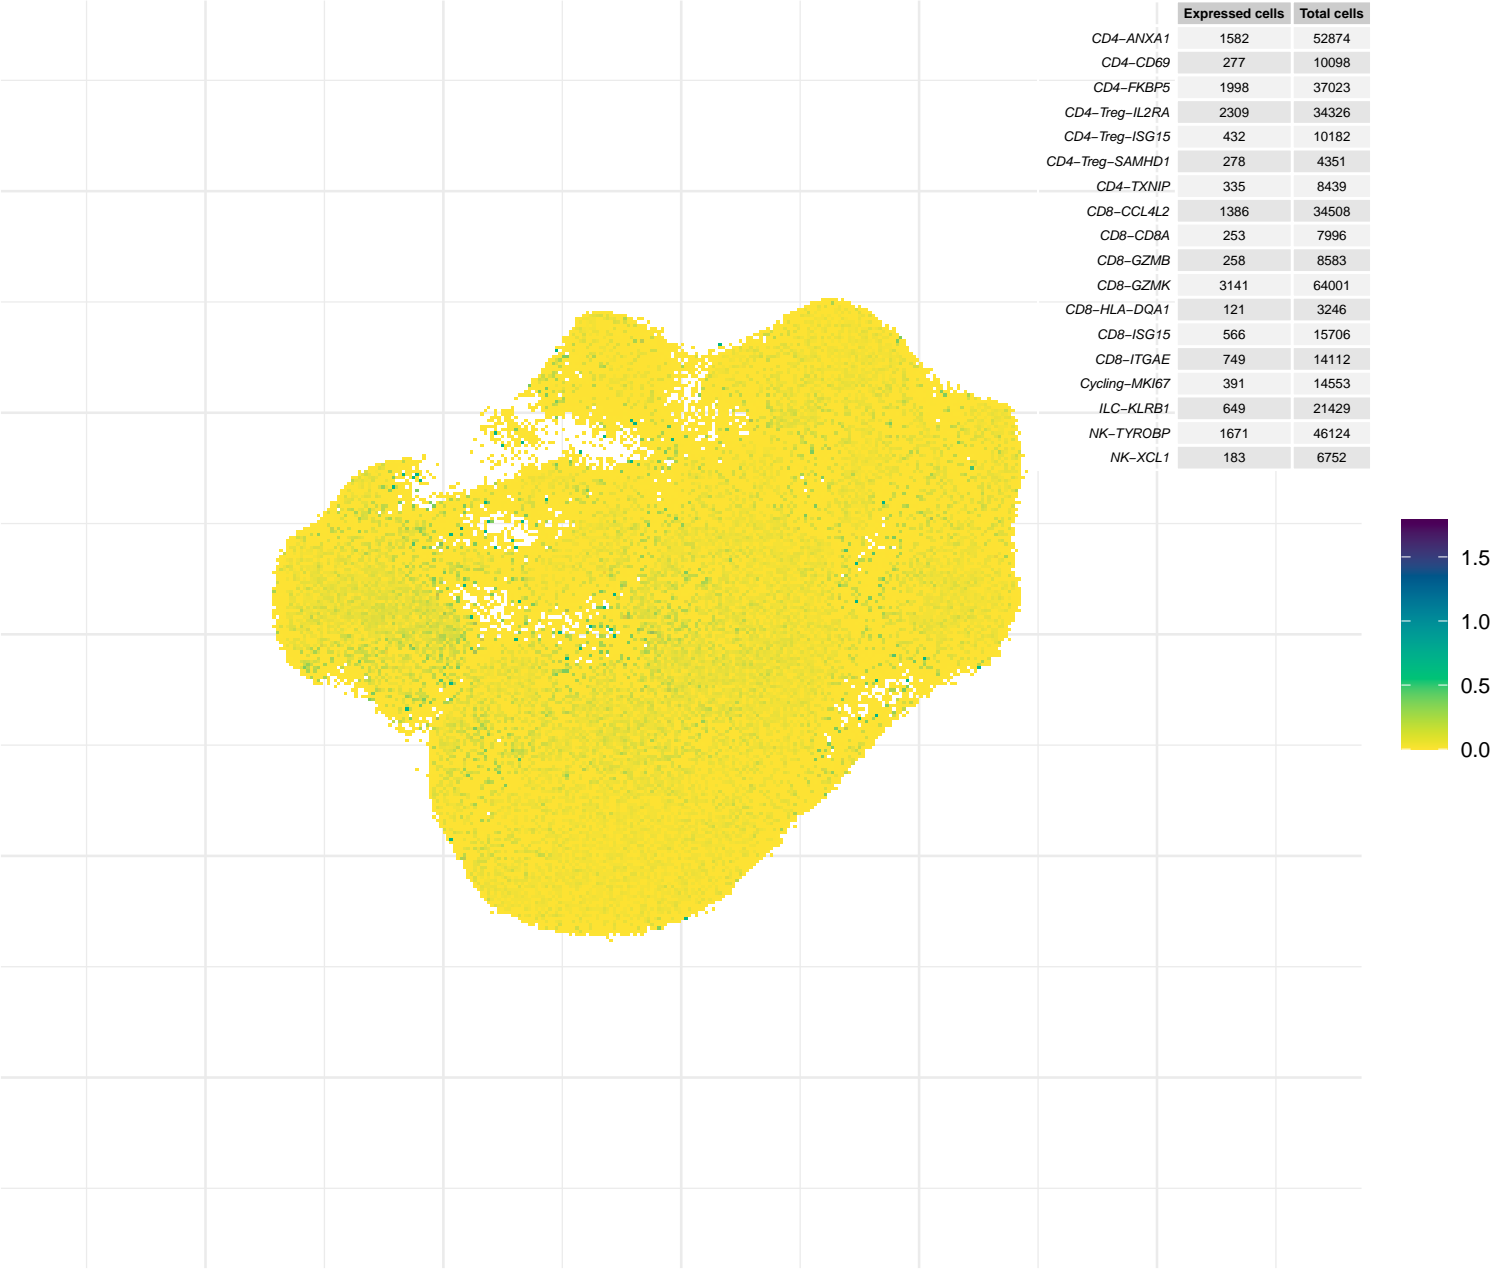 Expressed cells Total cells
CD4−ANXA1 1582 52874
CD4−CD69 277 10098
CD4−FKBP5 1998 37023
CD4−Treg−IL2RA 2309 34326
CD4−Treg−ISG15 432 10182
CD4−Treg−SAMHD1 278 4351
CD4−TXNIP 335 8439
CD8−CCL4L2 1386 34508
CD8−CD8A 253 7996
CD8−GZMB 258 8583
CD8−GZMK 3141 64001
CD8−HLA−DQA1 121 3246
CD8−ISG15 566 15706
CD8−ITGAE 749 14112
Cycling−MKI67 391 14553
ILC−KLRB1 649 21429
NK−TYROBP 1671 46124
NK−XCL1 183 6752
1.5
1.0
0.5
0.0